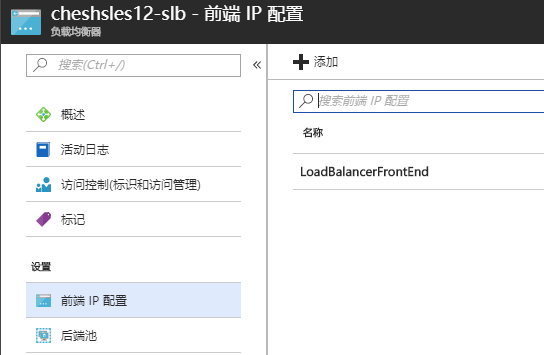 cheshsles12-slb - 前端 IP 配置
负载均衡器
搜索(Ctrl+/)
«
概述
活动日志
访问控制(标识和访问管理)
标记
设置
前端 IP 配置
后端池
添加
搜索前端 IP 配置
名称
LoadBalancerFrontEnd